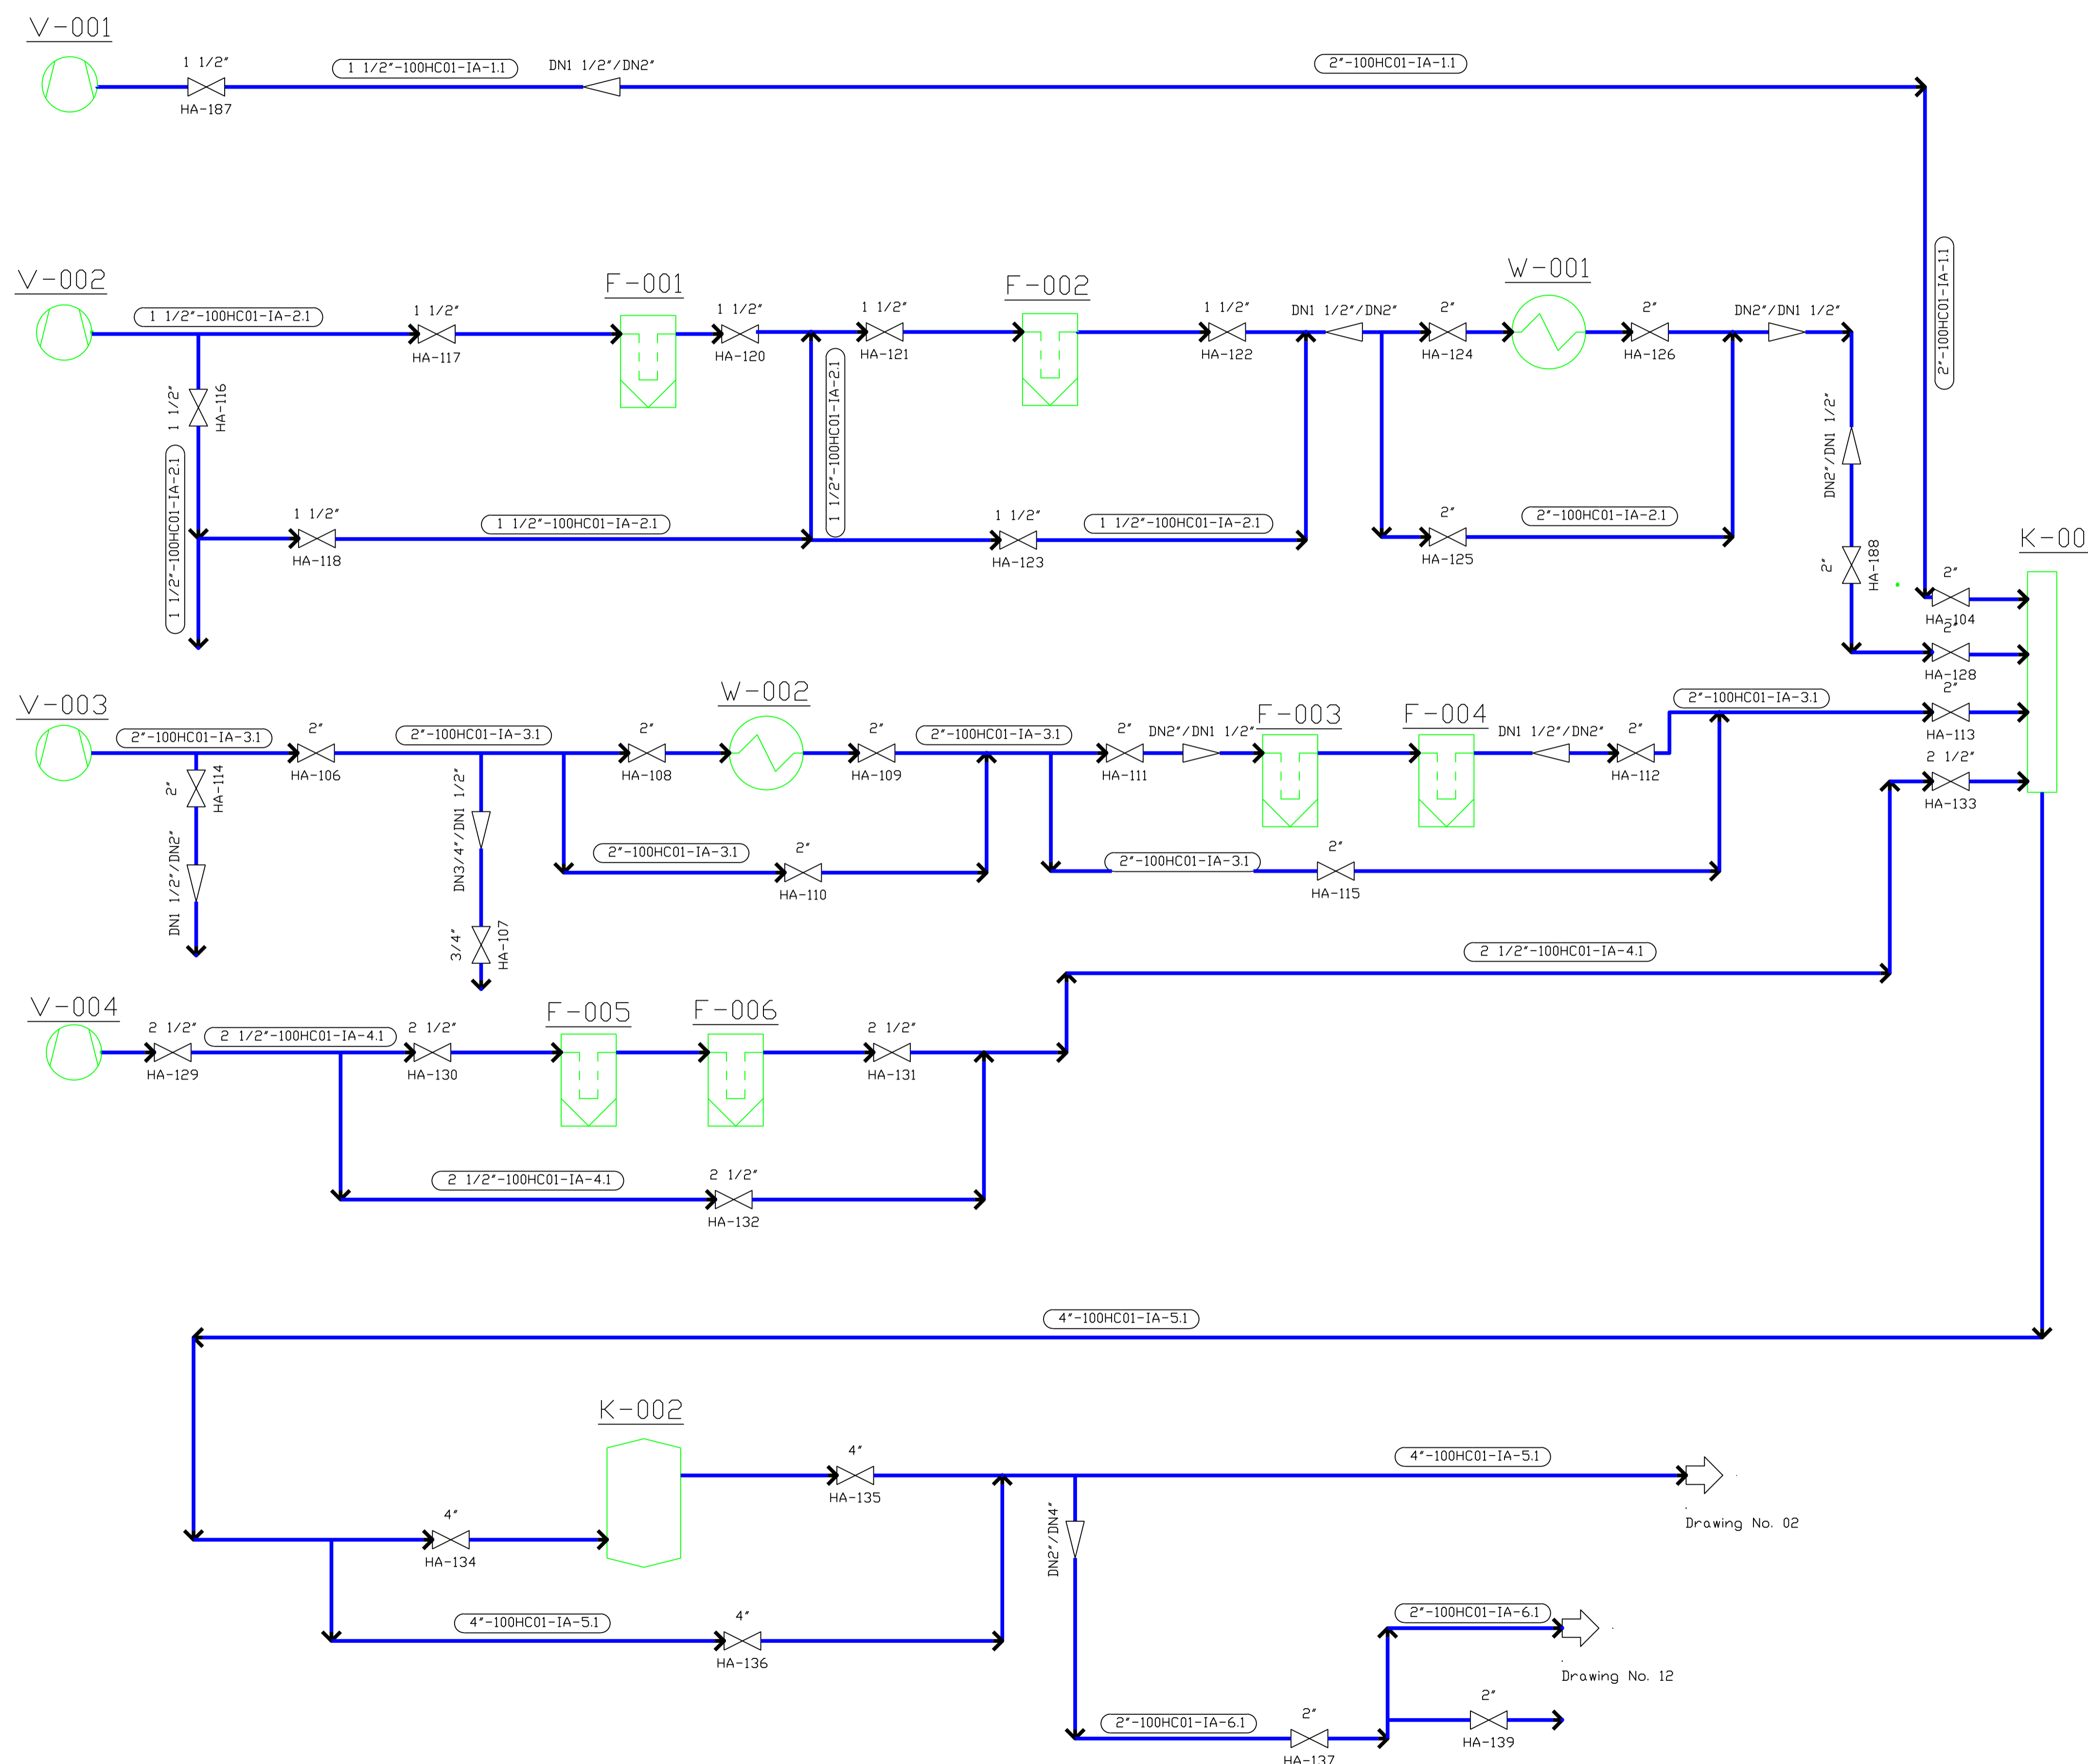 V-001
1 1/2"
1 1/2"-100HC01-IA-1.1
DN1 1/2"/DN2"
2"-100HC01-IA-1.1
HA-187
2"-100HC01-IA-1.1
V-002
1 1/2"-100HC01-IA-2.1
1 1/2"
HA-117
F-001
1 1/2"
HA-120
1 1/2"
HA-121
F-002
1 1/2"
HA-122
DN1 1/2"/DN2"
2"
HA-124
W-001
2"
HA-126
DN2"/DN1 1/2"
1 1/2"
HA-116
1 1/2"-100HC01-IA-2.1
1 1/2"
HA-118
1 1/2"-100HC01-IA-2.1
1 1/2"-100HC01-IA-2.1
1 1/2"
HA-123
1 1/2"-100HC01-IA-2.1
2"
HA-125
2"-100HC01-IA-2.1
DN2"/DN1 1/2"
2"
HA-188
K-00
2"
HA-104
2"
HA-128
2"
HA-113
2 1/2"
HA-133
V-003
2"-100HC01-IA-3.1
2"
HA-106
2"-100HC01-IA-3.1
2"
HA-108
W-002
2"
HA-109
2"-100HC01-IA-3.1
2"
HA-111
DN2"/DN1 1/2"
F-003
F-004
DN1 1/2"/DN2"
2"
HA-112
2"-100HC01-IA-3.1
2"
HA-114
DN1 1/2"/DN2"
DN3/4"/DN1 1/2"
3/4"
HA-107
2"-100HC01-IA-3.1
2"
HA-110
2"-100HC01-IA-3.1
2"
HA-115
2 1/2"-100HC01-IA-4.1
V-004
2 1/2"
HA-129
2 1/2"-100HC01-IA-4.1
2 1/2"
HA-130
F-005
F-006
2 1/2"
HA-131
2 1/2"-100HC01-IA-4.1
2 1/2"
HA-132
4"-100HC01-IA-5.1
K-002
4"
HA-135
4"-100HC01-IA-5.1
Drawing No. 02
4"
HA-134
DN2"/DN4"
4"-100HC01-IA-5.1
4"
HA-136
2"-100HC01-IA-6.1
Drawing No. 12
2"-100HC01-IA-6.1
2"
HA-137
2"
HA-139